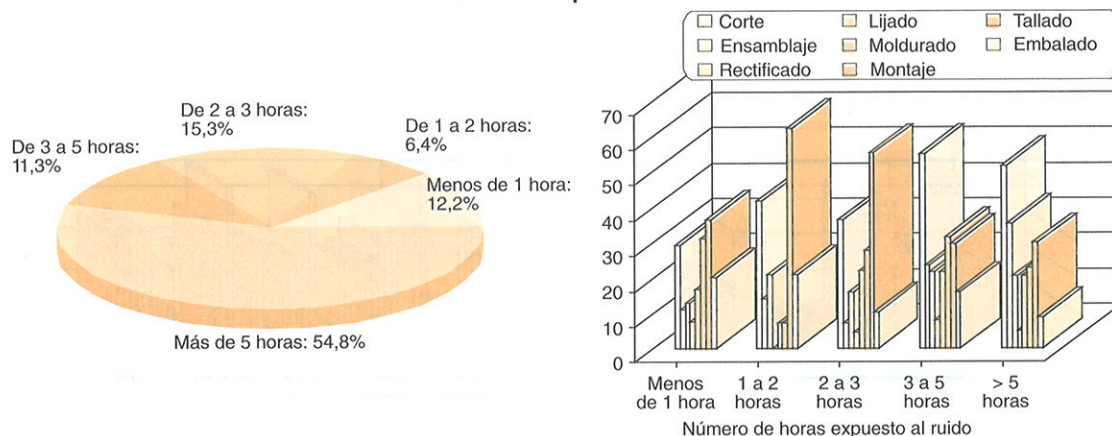 De 2 a 3 horas:
15,3%
De 1 a 2 horas:
6,4%
De 3 a 5 horas:
11,3%
Menos de 1 hora:
12,2%
Más de 5 horas: 54,8%
Corte
Lijado
Tallado
Ensamblaje
Moldurado
Embalado
Rectificado
Montaje
70
60
50
40
30
20
10
0
Menos
de 1 hora
1 a 2
horas
2 a 3
horas
3 a 5
horas
> 5
horas
Número de horas expuesto al ruido